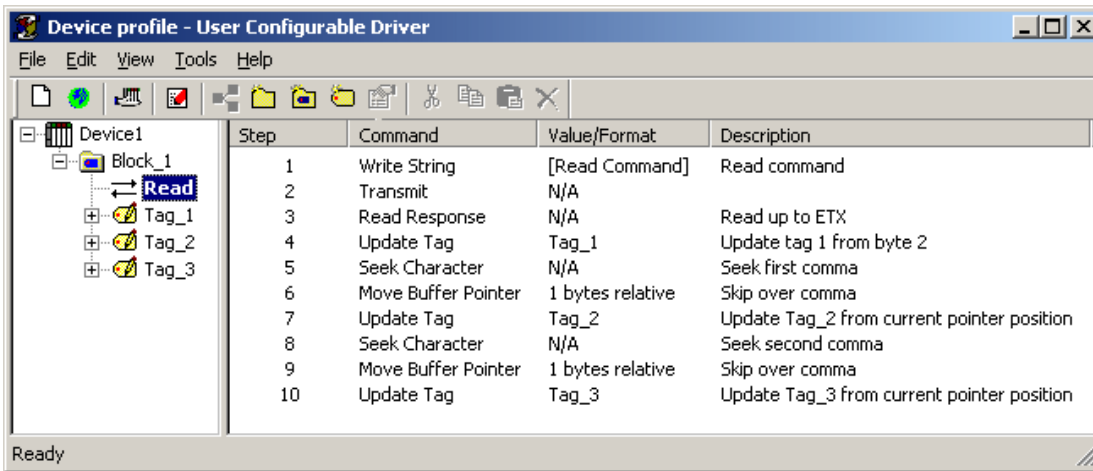 Device profile - User Configurable Driver
File Edit View Tools Help
Device1
Block_1
Read
Tag_1
Tag_2
Tag_3
Step Command Value/Format Description
1 Write String [Read Command] Read command
2 Transmit N/A
3 Read Response N/A Read up to ETX
4 Update Tag Tag_1 Update tag 1 from byte 2
5 Seek Character N/A Seek first comma
6 Move Buffer Pointer 1 bytes relative Skip over comma
7 Update Tag Tag_2 Update Tag_2 from current pointer position
8 Seek Character N/A Seek second comma
9 Move Buffer Pointer 1 bytes relative Skip over comma
10 Update Tag Tag_3 Update Tag_3 from current pointer position
Ready